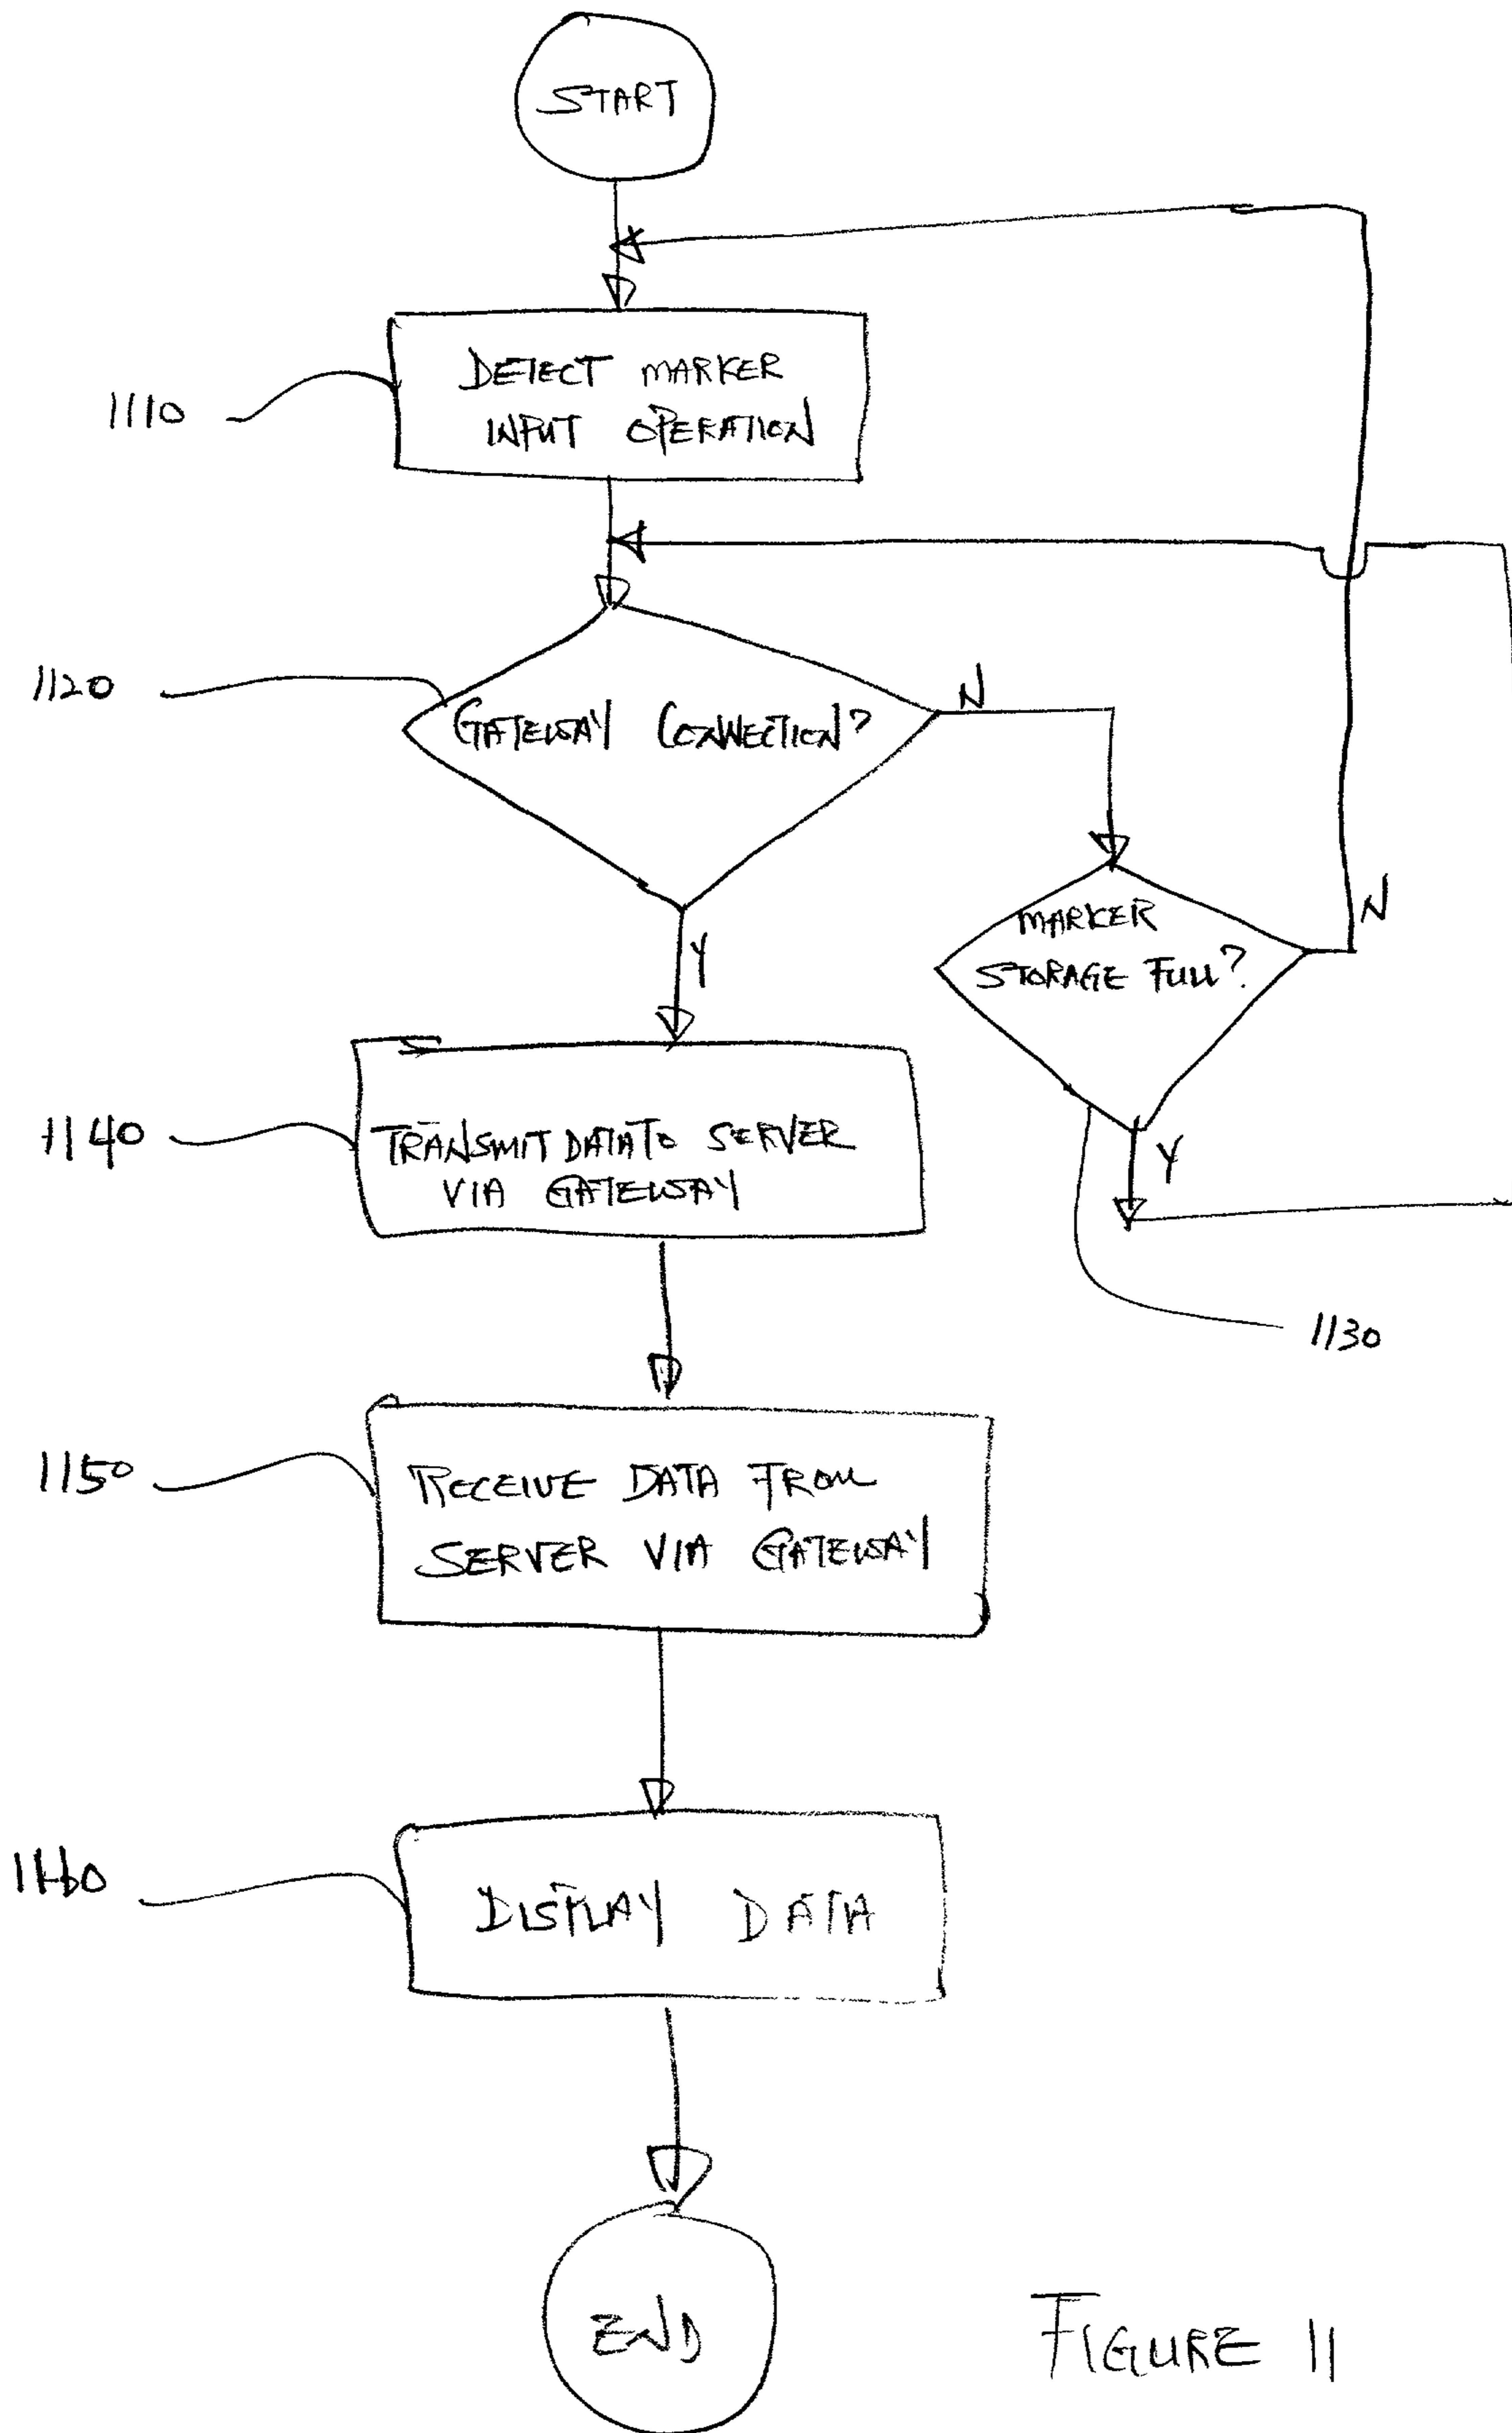 START
1110
DETECT MARKER
INPUT OPERATION
1120
GATEWAY CONNECTION?
N
MARKER
STORAGE FULL?
N
Y
Y
1130
1140
TRANSMIT DATA TO SERVER
VIA GATEWAY
1150
RECEIVE DATA FROM
SERVER VIA GATEWAY
1160
DISPLAY DATA
END
FIGURE 11